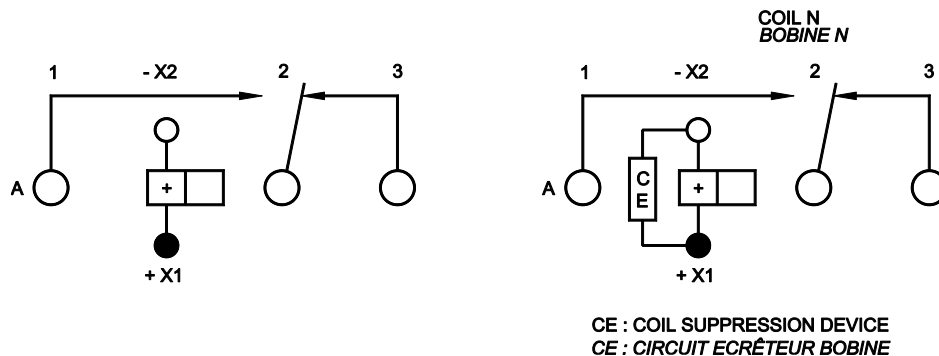 COIL N
BOBINE N
1 - X2 2 3
1 - X2 2 3
A +
A C E +
+ X1
+ X1
CE : COIL SUPPRESSION DEVICE
CE : CIRCUIT ECRÊTEUR BOBINE